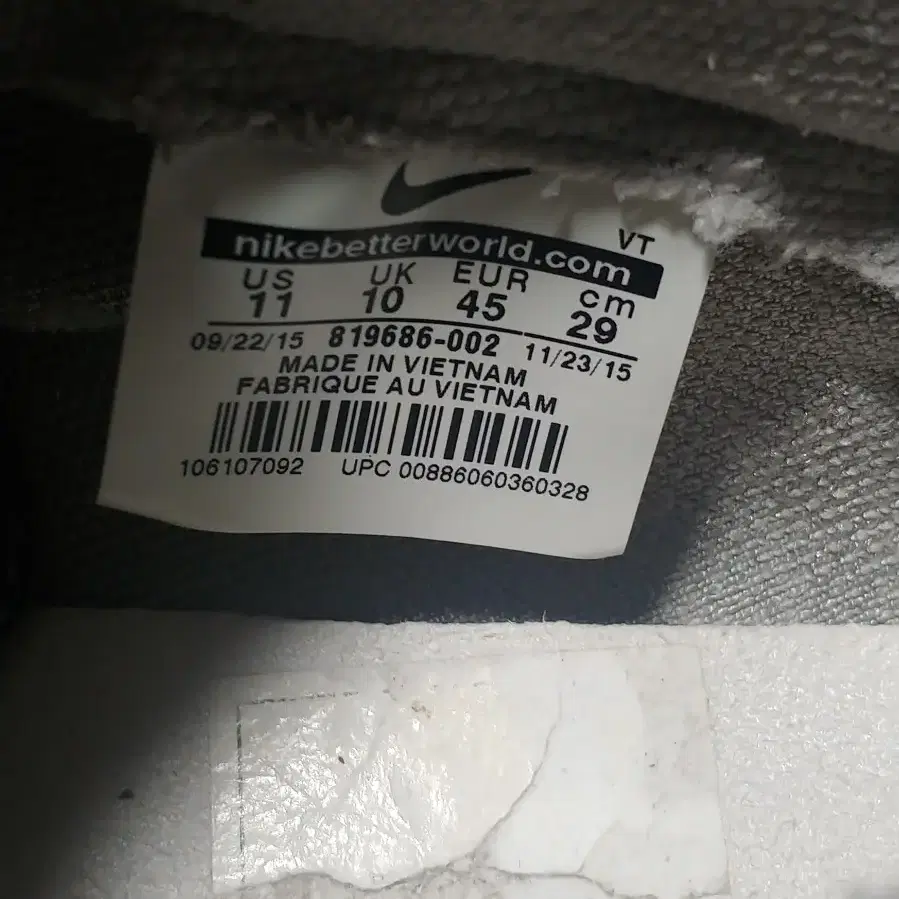 VT
nikebetterworld.com
US UK EUR cm
11 10 45 29
09/22/15 819686-002 11/23/15
MADE IN VIETNAM
FABRIQUE AU VIETNAM
106107092 UPC 00886060360328